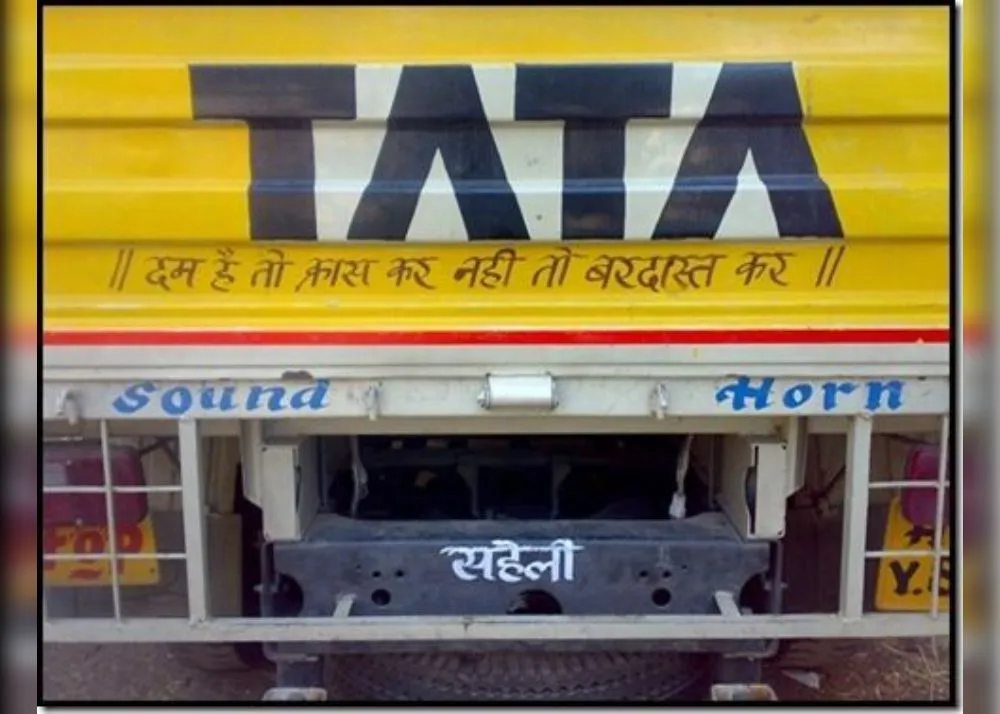 TATA
॥ दम है तो क्रास कर नही तो बरदास्त कर ॥
Sound Horn
सहेली